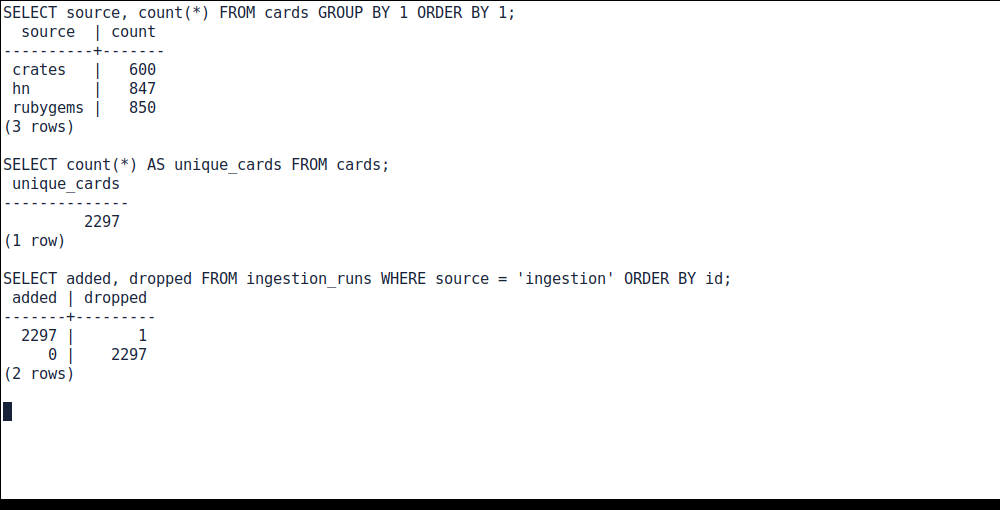 SELECT source, count(*) FROM cards GROUP BY 1 ORDER BY 1;
  source  | count
----------+-------
 crates   |   600
 hn       |   847
 rubygems |   850
(3 rows)

SELECT count(*) AS unique_cards FROM cards;
 unique_cards
--------------
         2297
(1 row)

SELECT added, dropped FROM ingestion_runs WHERE source = 'ingestion' ORDER BY id;
 added | dropped
-------+---------
  2297 |       1
     0 |    2297
(2 rows)